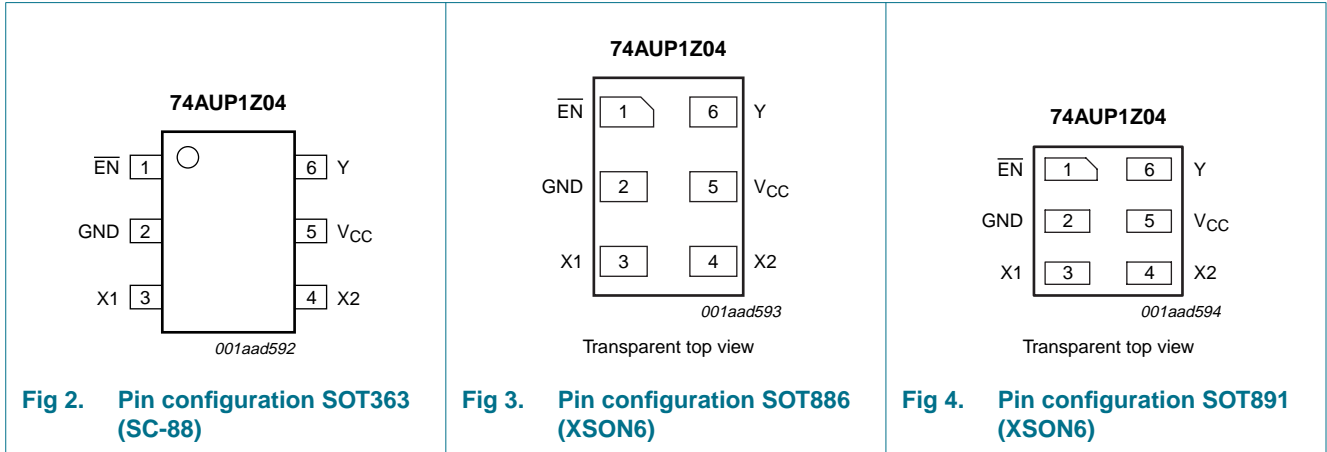 74AUP1Z04
E̅N̅ 1 6 Y
GND 2 5 VCC
X1 3 4 X2
001aad592
Fig 2. Pin configuration SOT363
(SC-88)
74AUP1Z04
E̅N̅ 1 6 Y
GND 2 5 VCC
X1 3 4 X2
001aad593
Transparent top view
Fig 3. Pin configuration SOT886
(XSON6)
74AUP1Z04
E̅N̅ 1 6 Y
GND 2 5 VCC
X1 3 4 X2
001aad594
Transparent top view
Fig 4. Pin configuration SOT891
(XSON6)